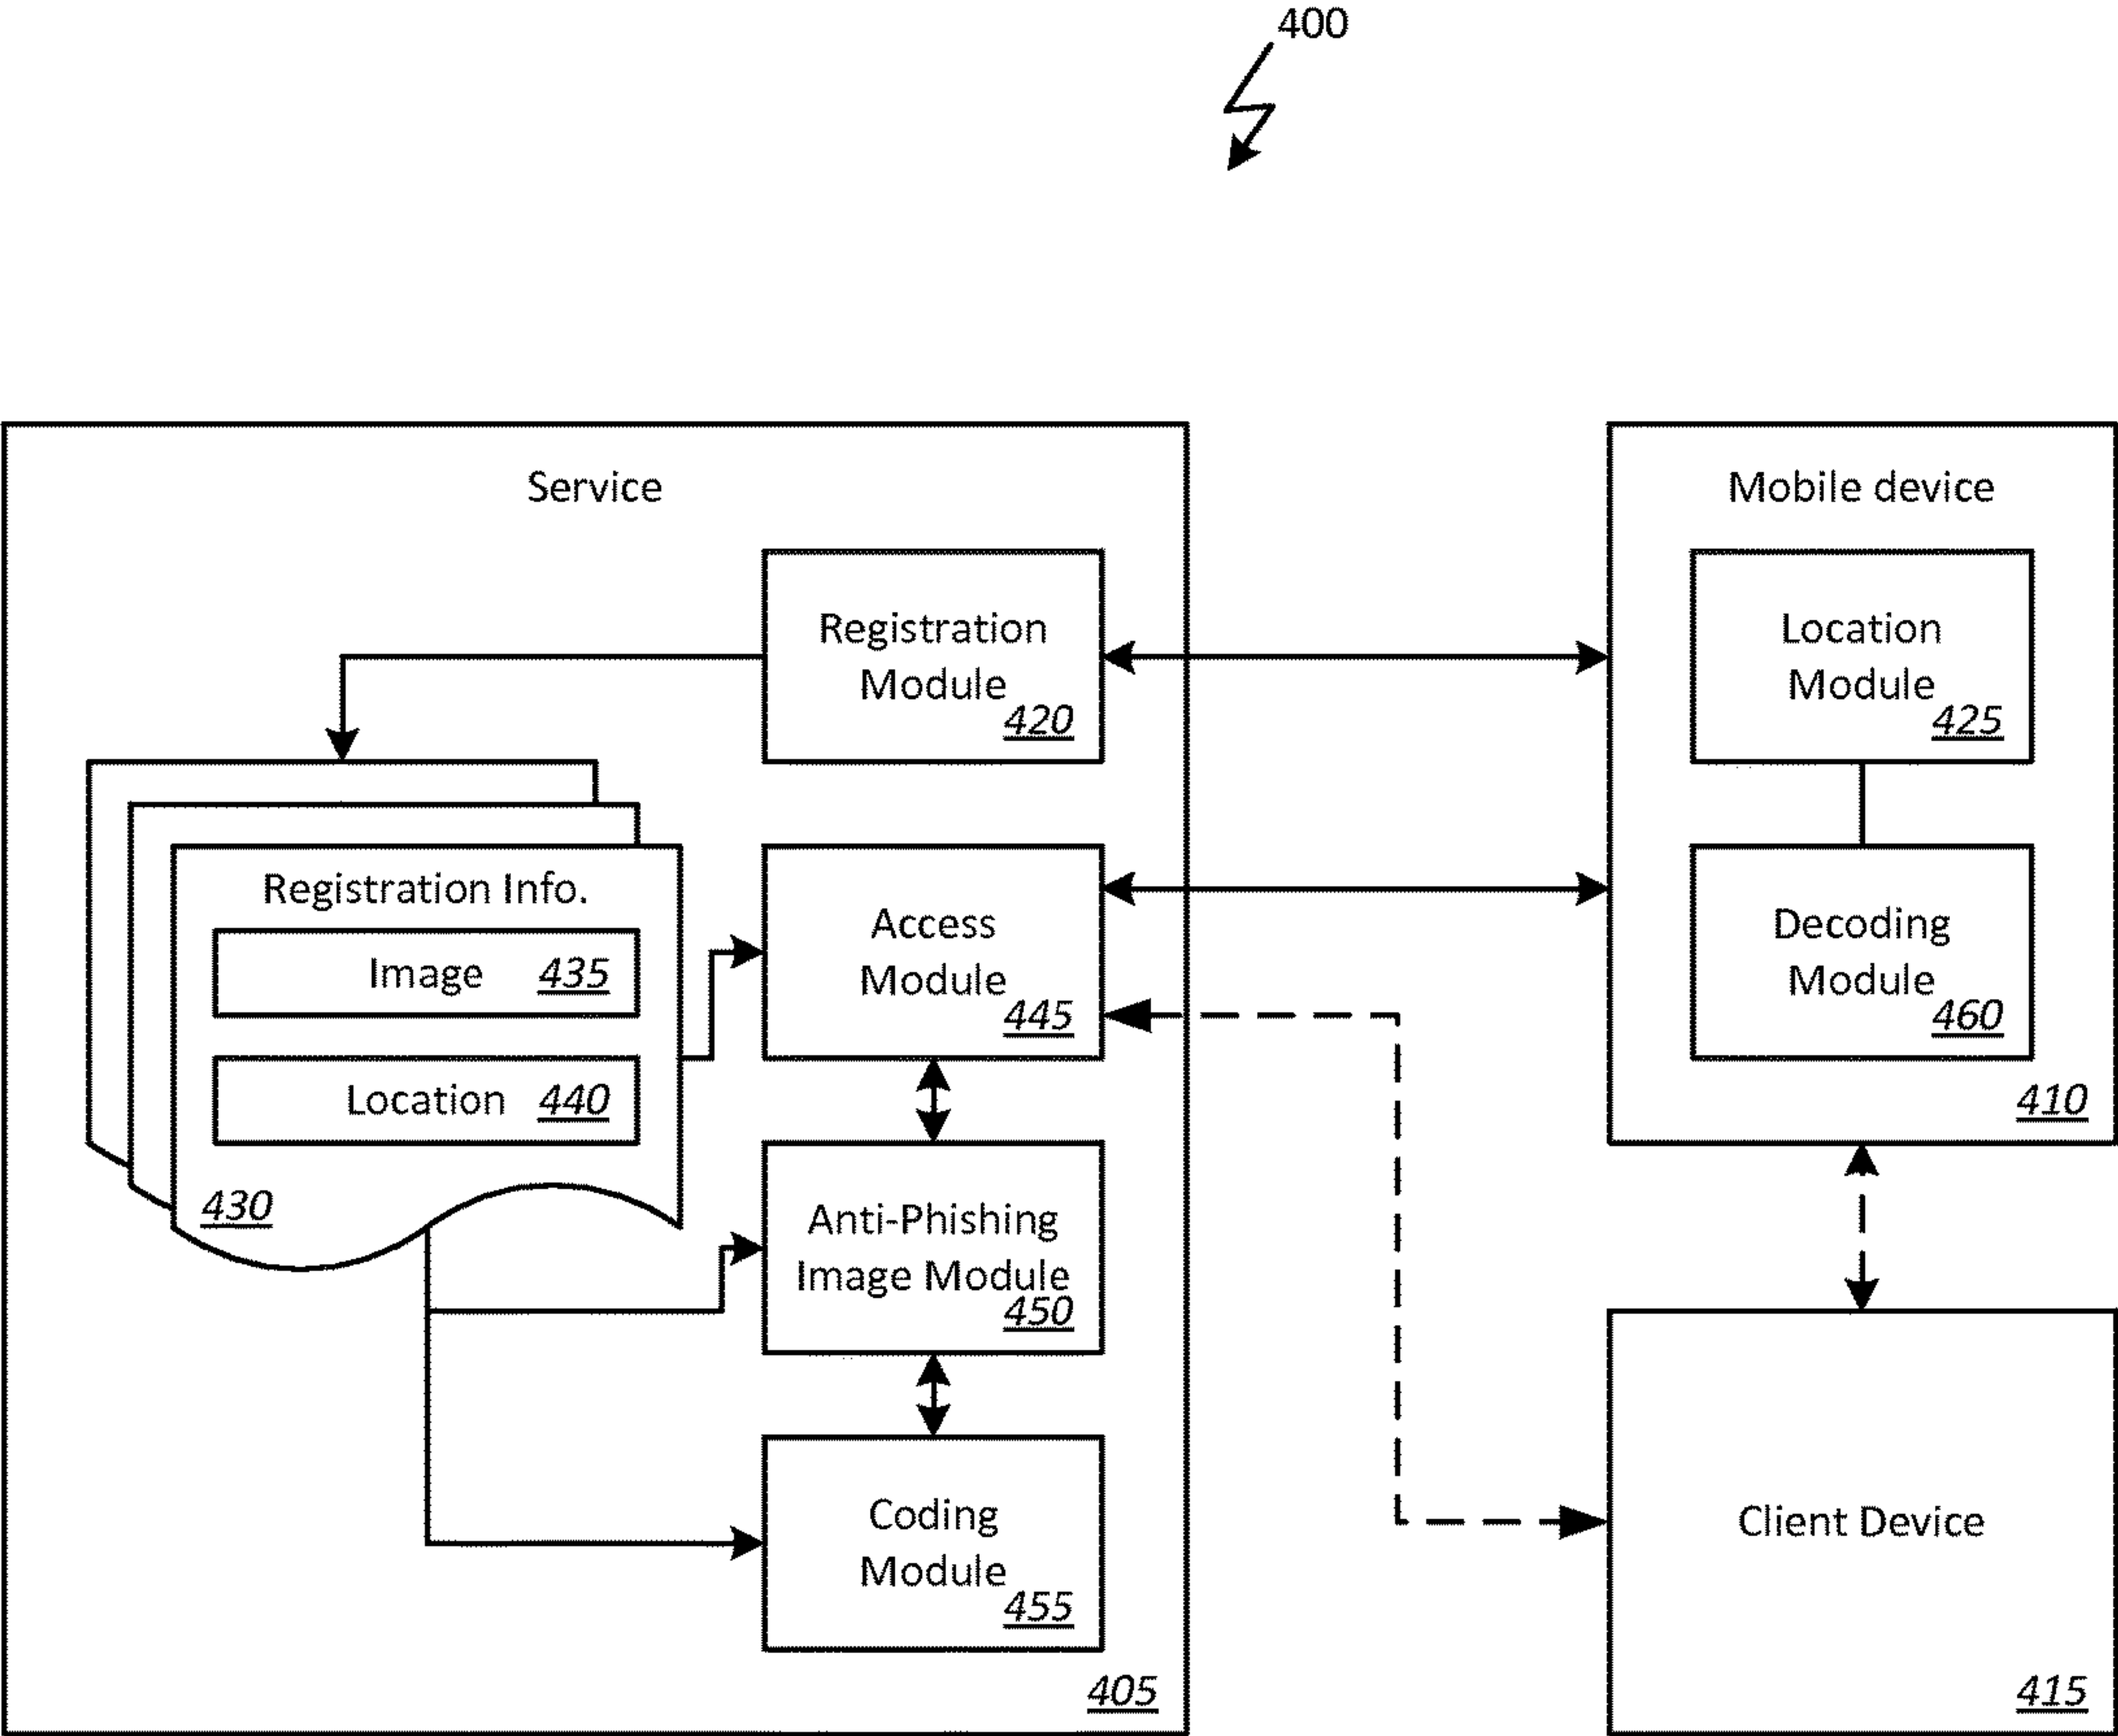 400
Service
Registration
Module
420
Registration Info.
Image 435
Location 440
430
Access
Module
445
Anti-Phishing
Image Module
450
Coding
Module
455
405
Mobile device
Location
Module
425
Decoding
Module
460
410
Client Device
415